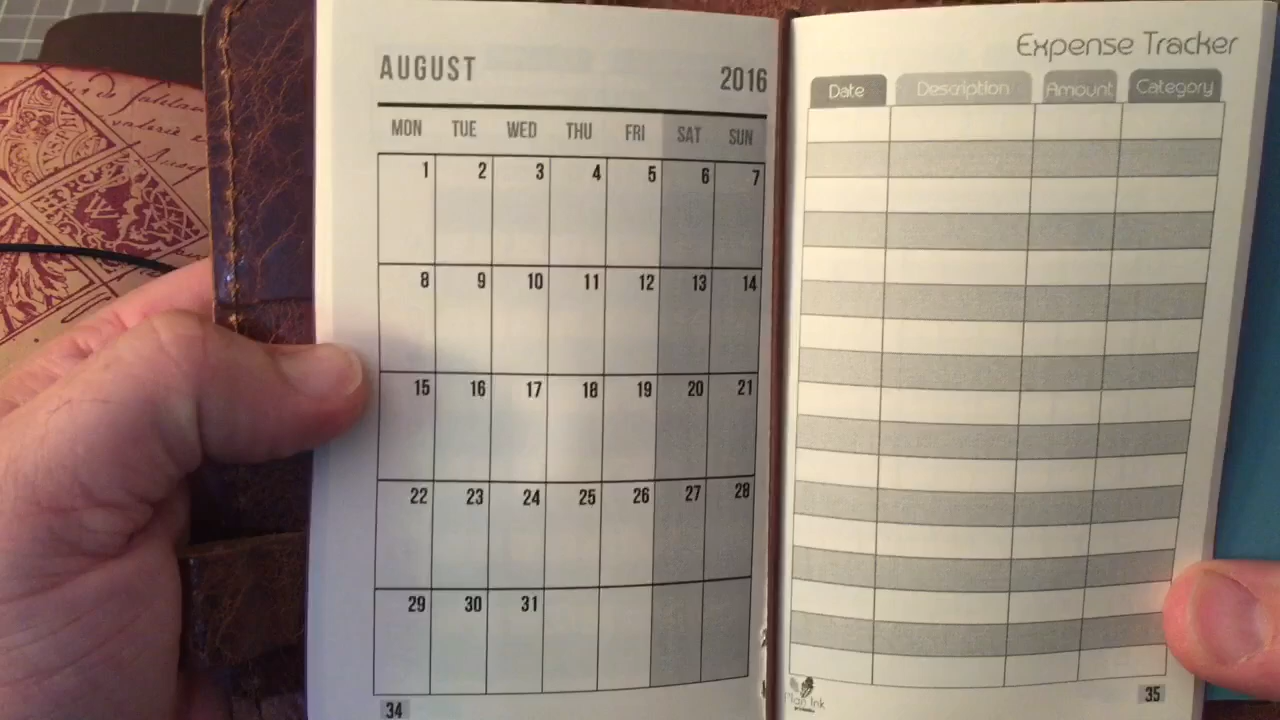 AUGUST 2016
MON TUE WED THU FRI SAT SUN
1 2 3 4 5 6 7
8 9 10 11 12 13 14
15 16 17 18 19 20 21
22 23 24 25 26 27 28
29 30 31
34
Expense Tracker
Date Description Amount Category
Plan Ink
35
W